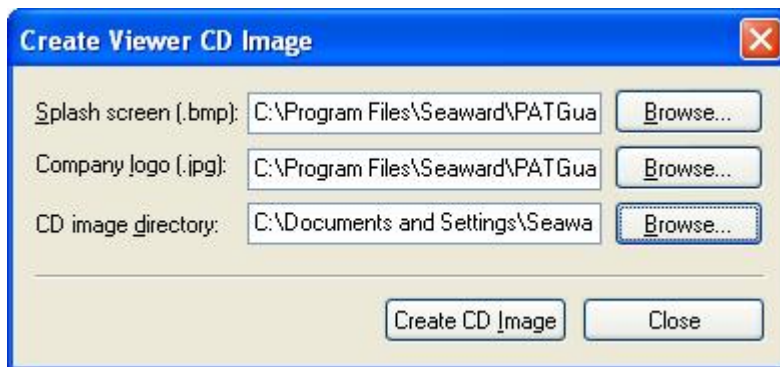 Create Viewer CD Image
Splash screen (.bmp): C:\Program Files\Seaward\PATGua Browse...
Company logo (.jpg): C:\Program Files\Seaward\PATGua Browse...
CD image directory: C:\Documents and Settings\Seawa Browse...
Create CD Image Close